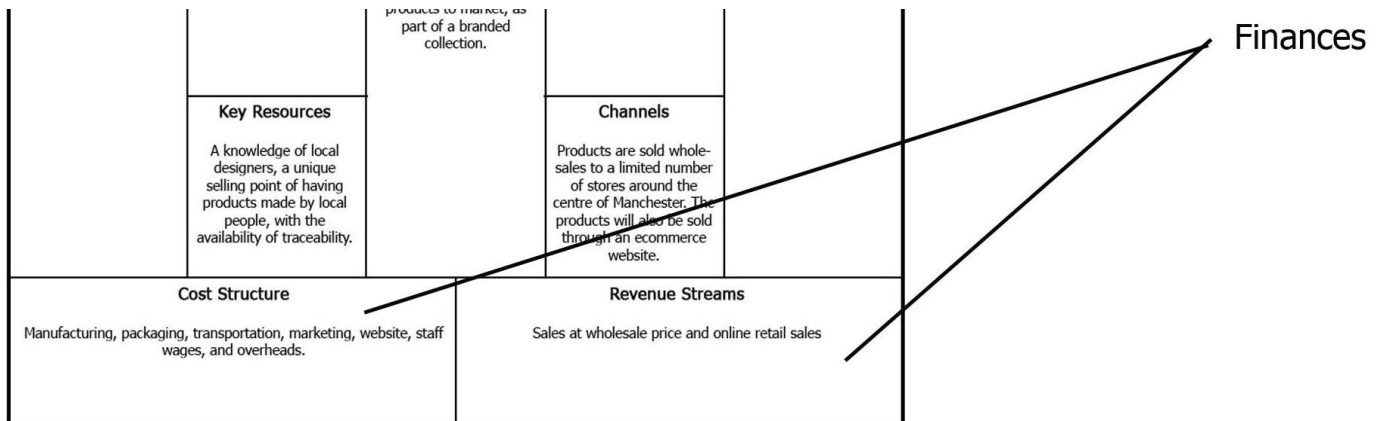 products to market, as
part of a branded
collection.
Finances
Key Resources
A knowledge of local
designers, a unique
selling point of having
products made by local
people, with the
availability of traceability.
Channels
Products are sold whole-
sales to a limited number
of stores around the
centre of Manchester. The
products will also be sold
through an ecommerce
website.
Cost Structure
Manufacturing, packaging, transportation, marketing, website, staff
wages, and overheads.
Revenue Streams
Sales at wholesale price and online retail sales